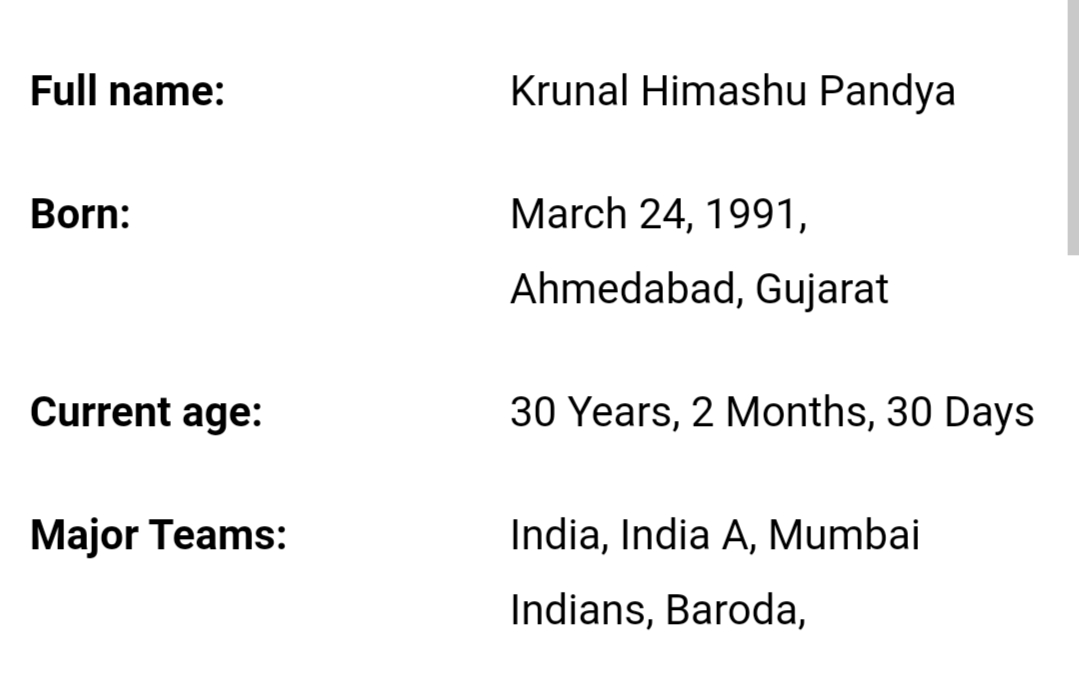 Full name: Krunal Himashu Pandya
Born: March 24, 1991,
Ahmedabad, Gujarat
Current age: 30 Years, 2 Months, 30 Days
Major Teams: India, India A, Mumbai
Indians, Baroda,